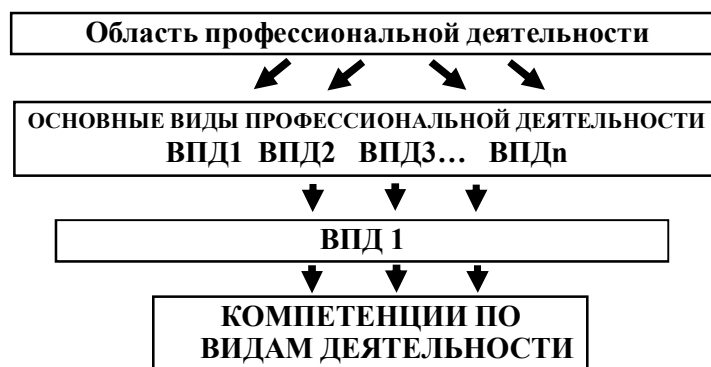 Область профессиональной деятельности
ОСНОВНЫЕ ВИДЫ ПРОФЕССИОНАЛЬНОЙ ДЕЯТЕЛЬНОСТИ
ВПД1 ВПД2 ВПД3... ВПДn
ВПД 1
КОМПЕТЕНЦИИ ПО
ВИДАМ ДЕЯТЕЛЬНОСТИ